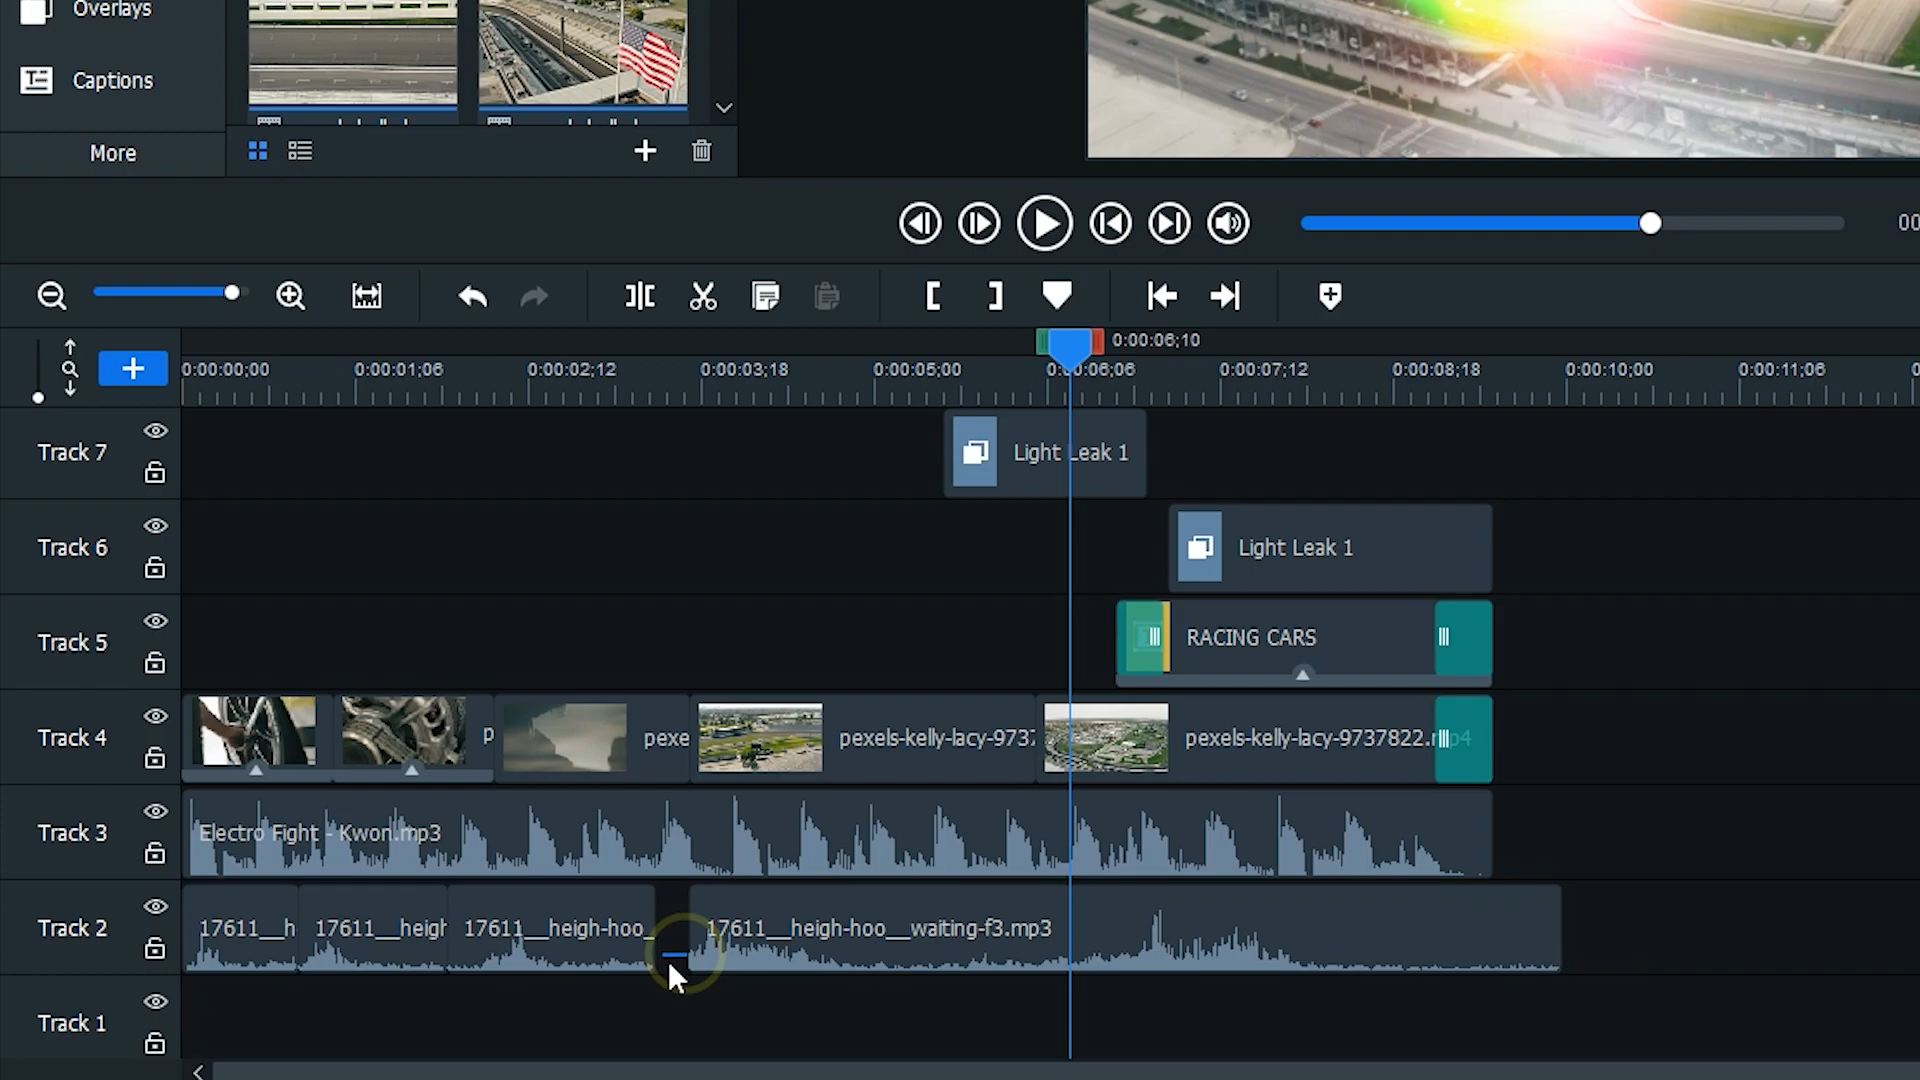 Overlays
Captions
More
00
0:00:06;10
0:00:00;00 0:00:01;06 0:00:02;12 0:00:03;18 0:00:05;00 0:00:06;06 0:00:07;12 0:00:08;18 0:00:10;00 0:00:11;06 0
Track 7
Light Leak 1
Track 6
Light Leak 1
Track 5
RACING CARS
Track 4
p
pexe
pexels-kelly-lacy-973
pexels-kelly-lacy-9737822.mp4
Track 3
Electro Fight - Kwon.mp3
Track 2
17611__h
17611__heigh
17611__heigh-hoo_
17611__heigh-hoo__waiting-f3.mp3
Track 1